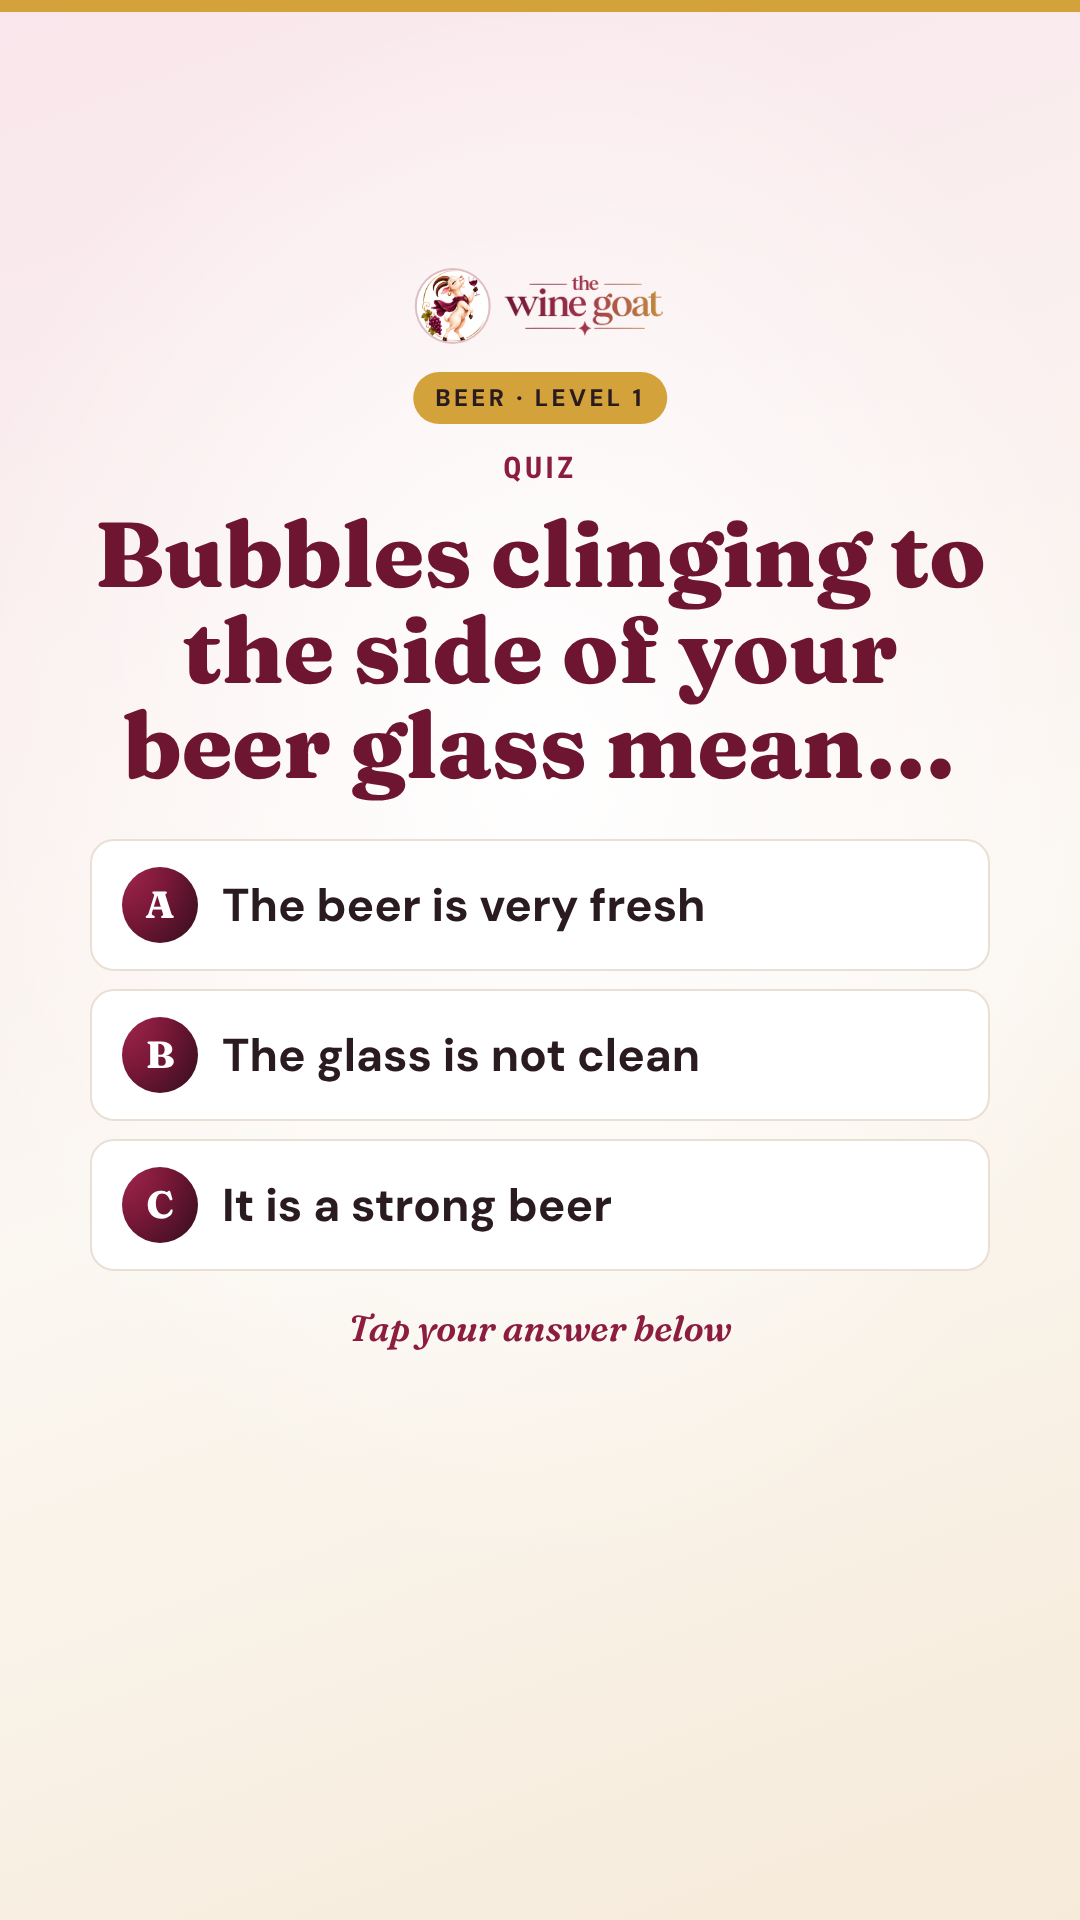 the
wine goat
BEER · LEVEL 1
QUIZ
Bubbles clinging to
the side of your
beer glass mean...
A The beer is very fresh
B The glass is not clean
C It is a strong beer
Tap your answer below